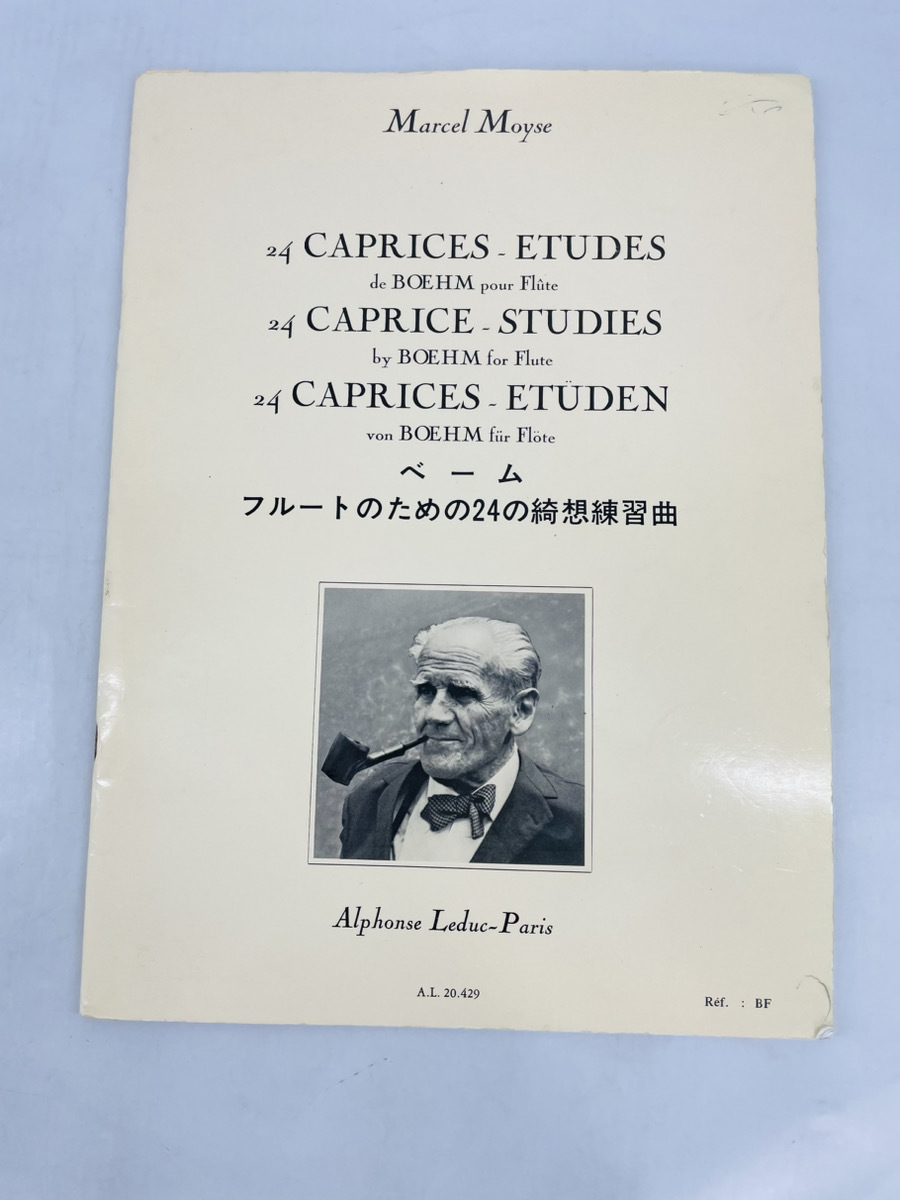 Marcel Moyse
24 CAPRICES - ETUDES
de BOEHM pour Flûte
24 CAPRICE - STUDIES
by BOEHM for Flute
24 CAPRICES - ETÜDEN
von BOEHM für Flöte
ベーム
フルートのための24の綺想練習曲
Alphonse Leduc-Paris
A.L. 20.429
Réf. : BF